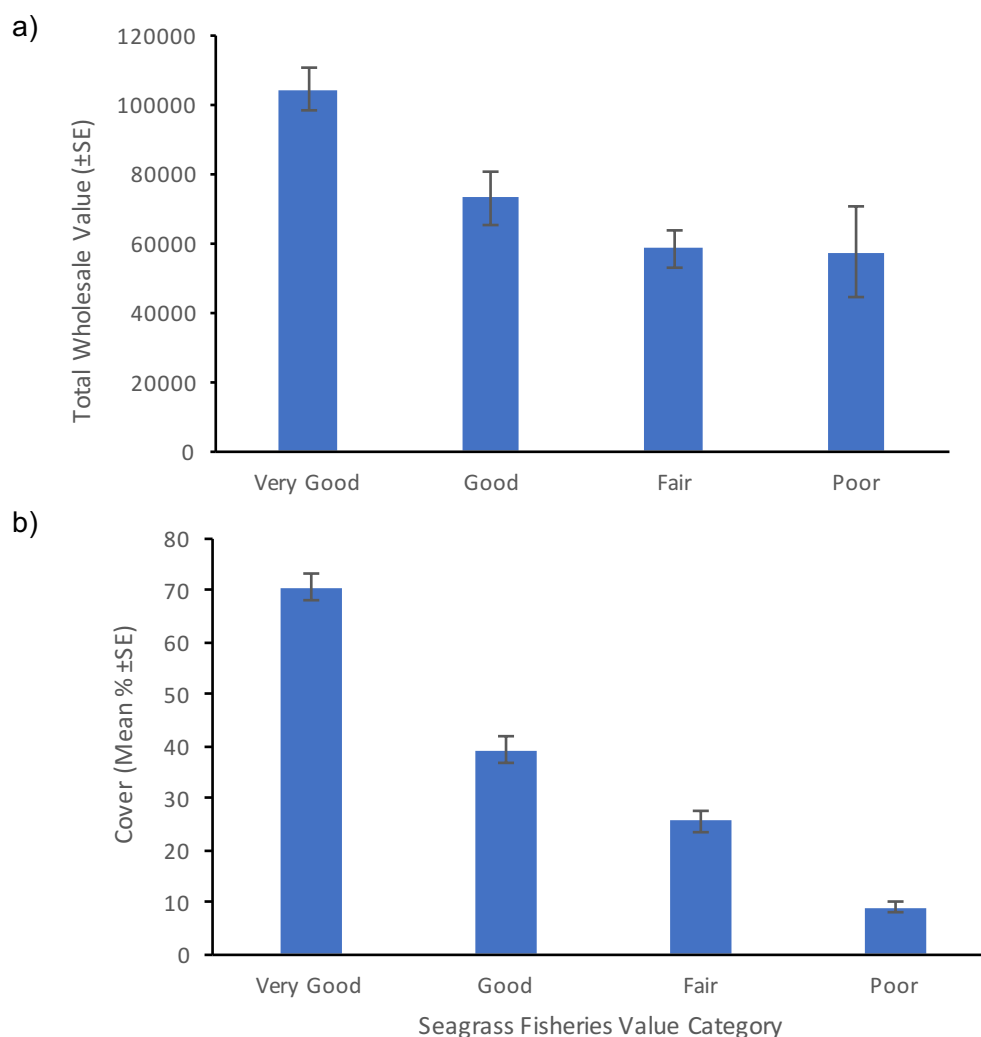 a)
Total Wholesale Value (±SE)
120000
100000
80000
60000
40000
20000
0
Very Good Good Fair Poor
b)
Cover (Mean % ±SE)
80
70
60
50
40
30
20
10
0
Very Good Good Fair Poor
Seagrass Fisheries Value Category